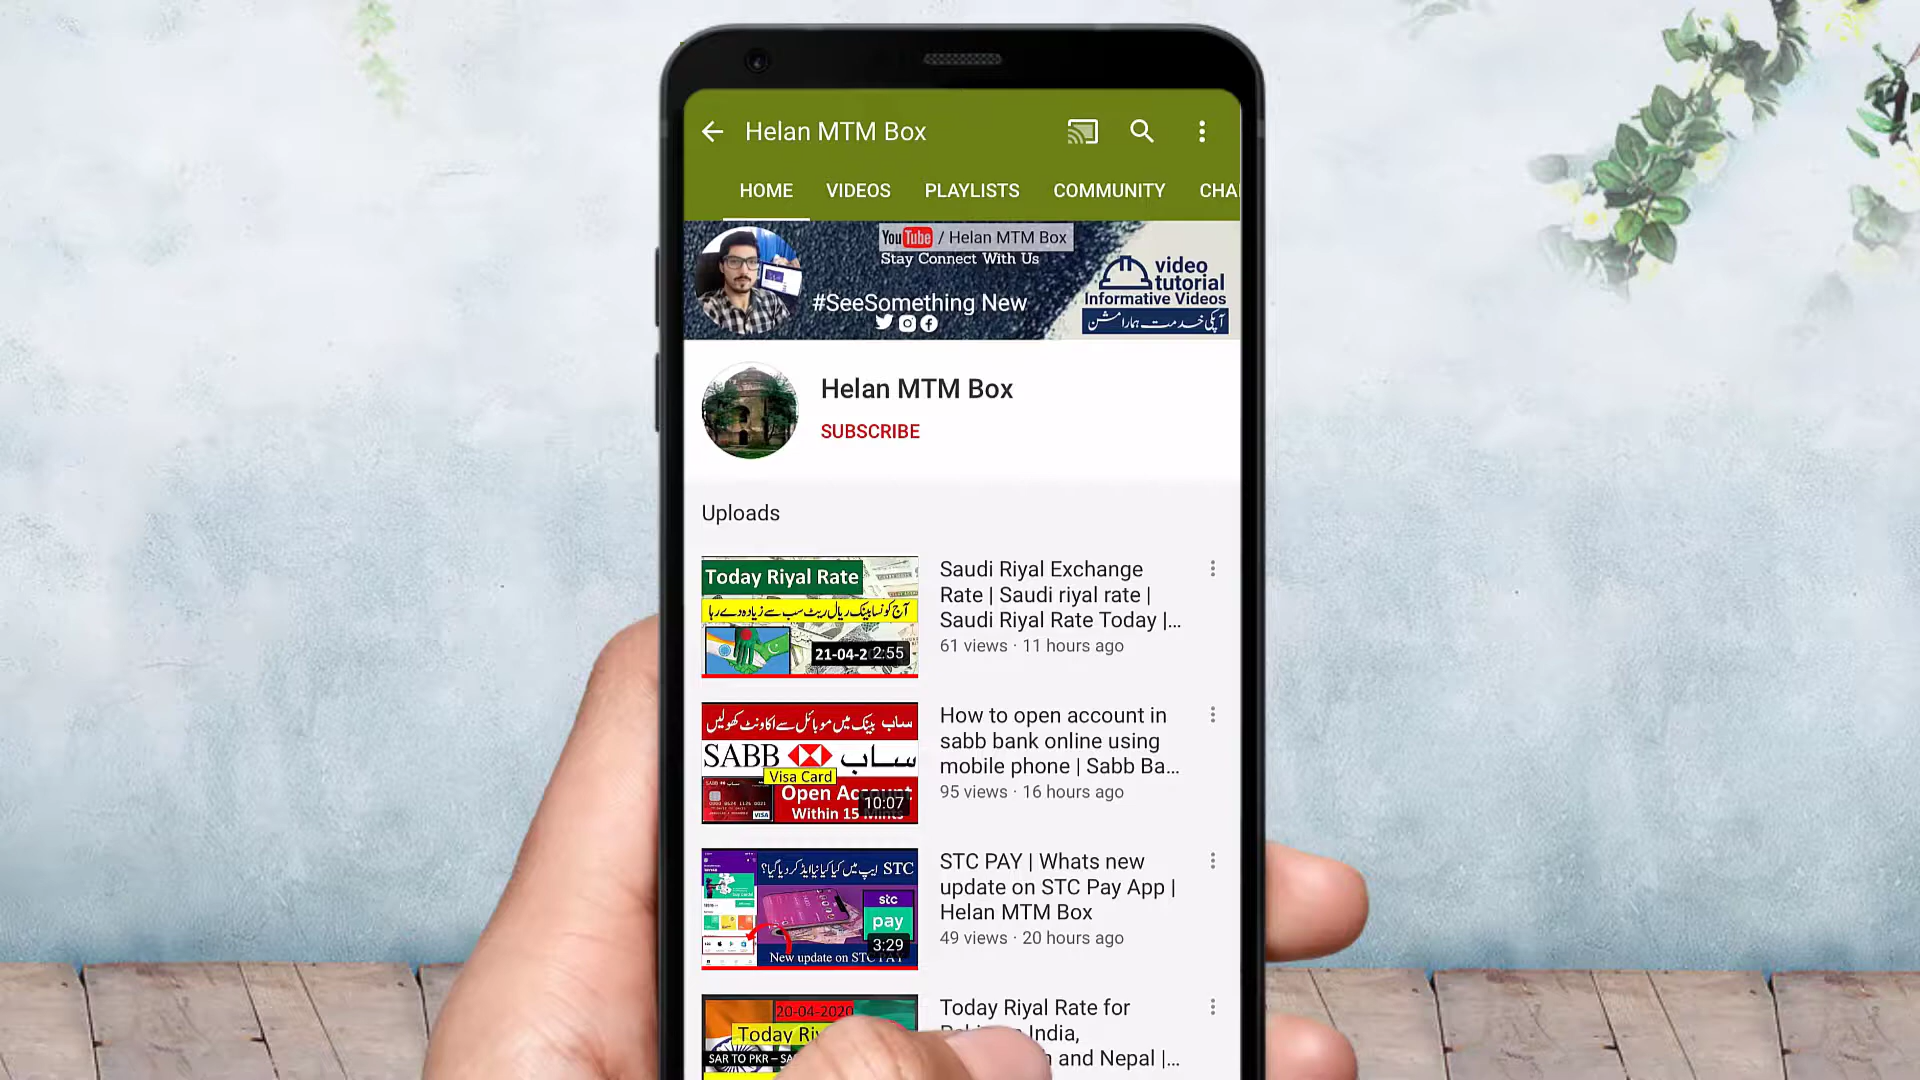 Helan MTM Box
HOME VIDEOS PLAYLISTS COMMUNITY CHA
YouTube / Helan MTM Box
Stay Connect With Us
#SeeSomething New
video
tutorial
Informative Videos
آپکی خدمت ہمارا مشن
Helan MTM Box
SUBSCRIBE
Uploads
Today Riyal Rate
آج کونسا بینک ریال ریٹ سب سے زیادہ دے رہا
21-04-2
2:55
Saudi Riyal Exchange
Rate | Saudi riyal rate |
Saudi Riyal Rate Today |...
61 views · 11 hours ago
ساب بینک میں موبائل سے اکاونٹ کھولیں
SABB ساب
Visa Card
Open Account
Within 15 Mints
10:07
VISA
How to open account in
sabb bank online using
mobile phone | Sabb Ba...
95 views · 16 hours ago
STC ایپ میں کیا کیا نیا ایڈ کر دیا گیا؟
stc
pay
3:29
New update on STC PAY
STC PAY | Whats new
update on STC Pay App |
Helan MTM Box
49 views · 20 hours ago
20-04-2020
Today Riy
SAR TO PKR – SA
Today Riyal Rate for
India,
and Nepal |...